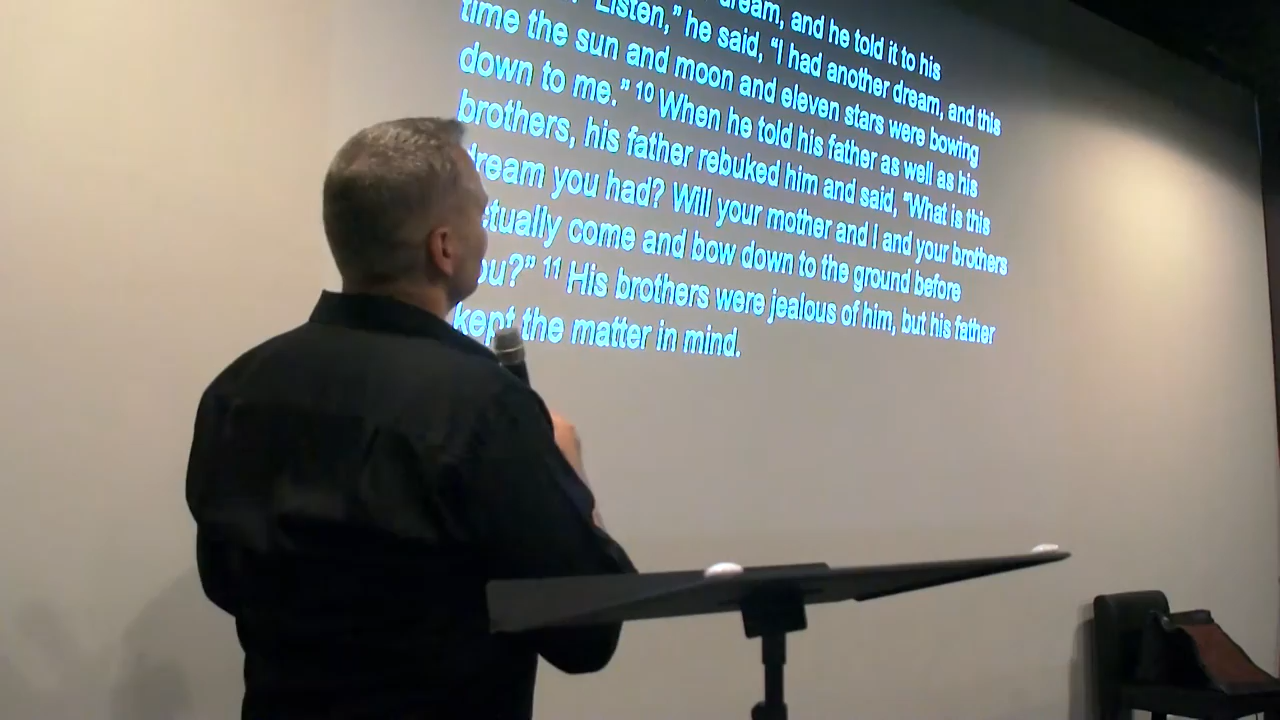 dream, and he told it to his
“Listen,” he said, “I had another dream, and this
time the sun and moon and eleven stars were bowing
down to me.” 10 When he told his father as well as his
brothers, his father rebuked him and said, “What is this
dream you had? Will your mother and I and your brothers
actually come and bow down to the ground before
you?” 11 His brothers were jealous of him, but his father
kept the matter in mind.